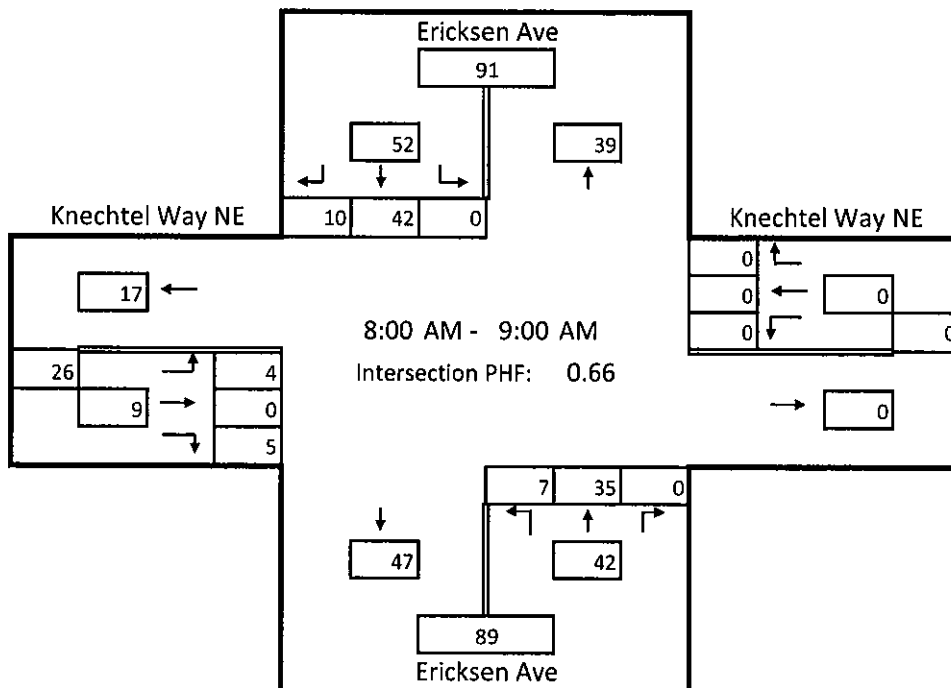 Ericksen Ave
91
52 39
10 42 0
Knechtel Way NE Knechtel Way NE
0
17 0 0
8:00 AM - 9:00 AM 0 0
26 4 Intersection PHF: 0.66
9 0 0
5
7 35 0
47 42
89
Ericksen Ave